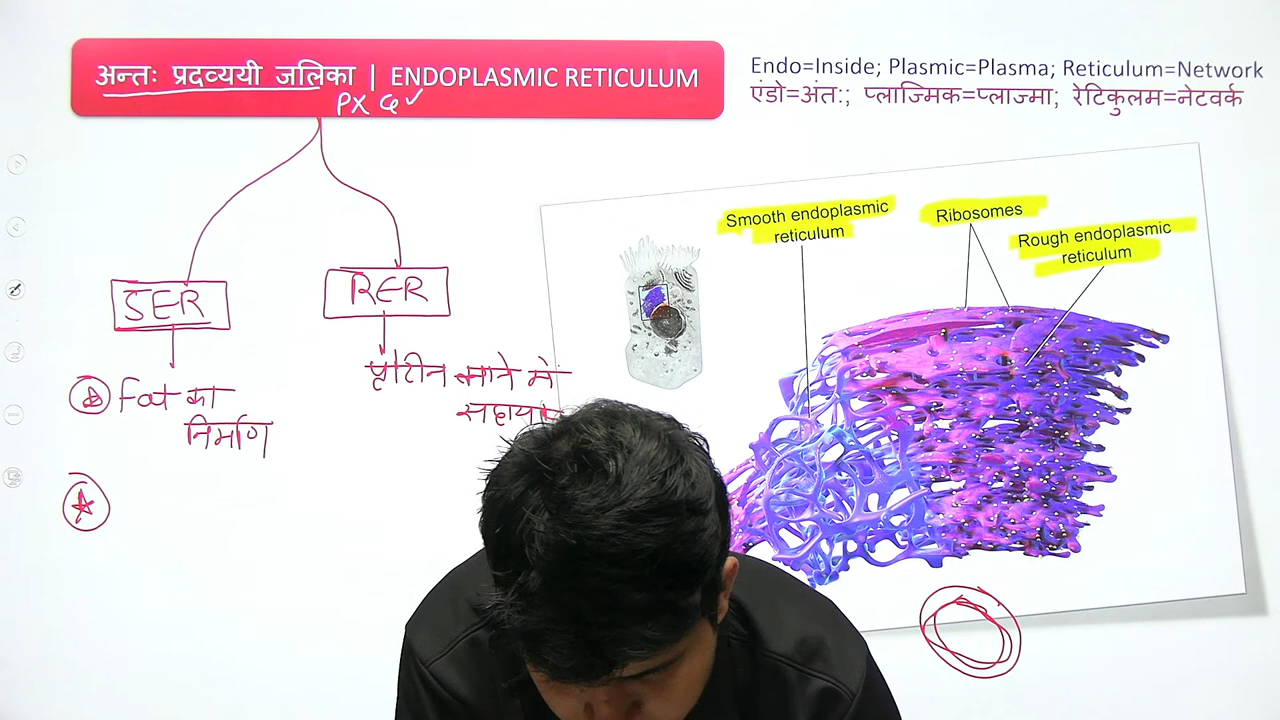 अन्तः प्रदव्ययी जलिका | ENDOPLASMIC RETICULUM
PX
Endo=Inside; Plasmic=Plasma; Reticulum=Network
एंडो=अंत:; प्लाज्मिक=प्लाज्मा; रेटिकुलम=नेटवर्क
SER
RER
Fat का
निर्माण
प्रोटीन बनाने में
Smooth endoplasmic
reticulum
Ribosomes
Rough endoplasmic
reticulum